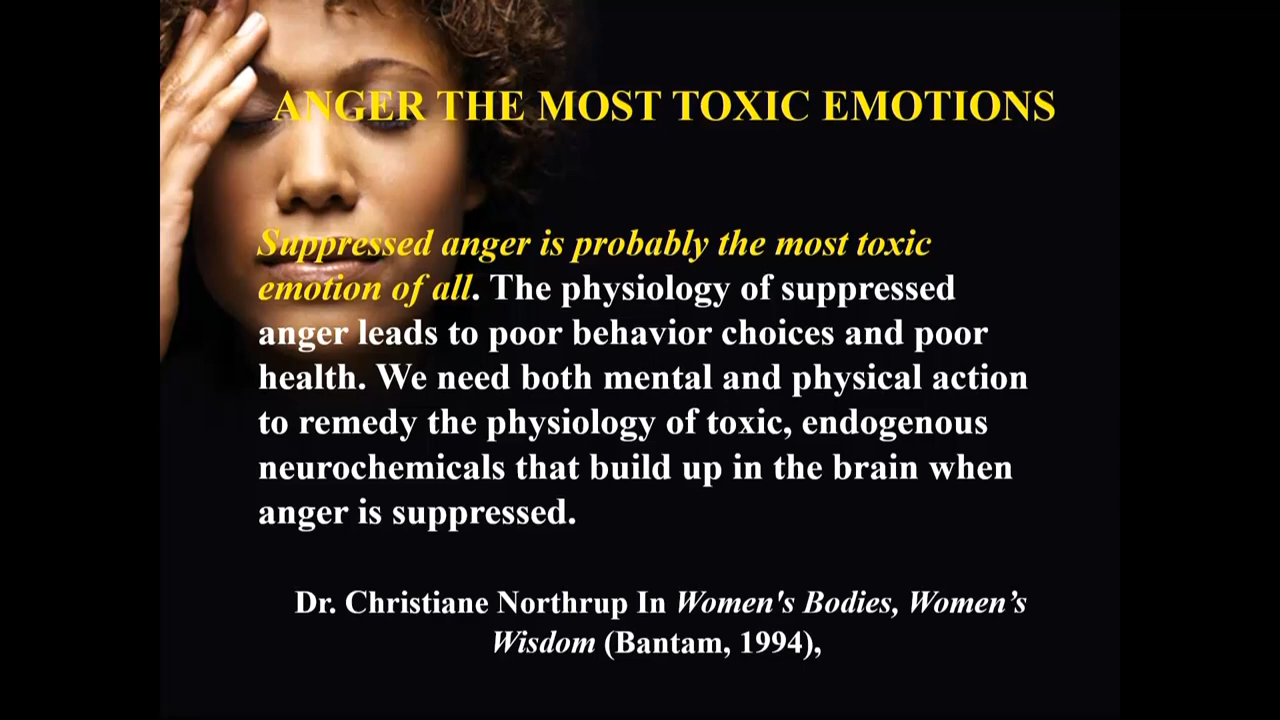 ANGER THE MOST TOXIC EMOTIONS
Suppressed anger is probably the most toxic
emotion of all. The physiology of suppressed
anger leads to poor behavior choices and poor
health. We need both mental and physical action
to remedy the physiology of toxic, endogenous
neurochemicals that build up in the brain when
anger is suppressed.
Dr. Christiane Northrup In Women's Bodies, Women’s
Wisdom (Bantam, 1994),